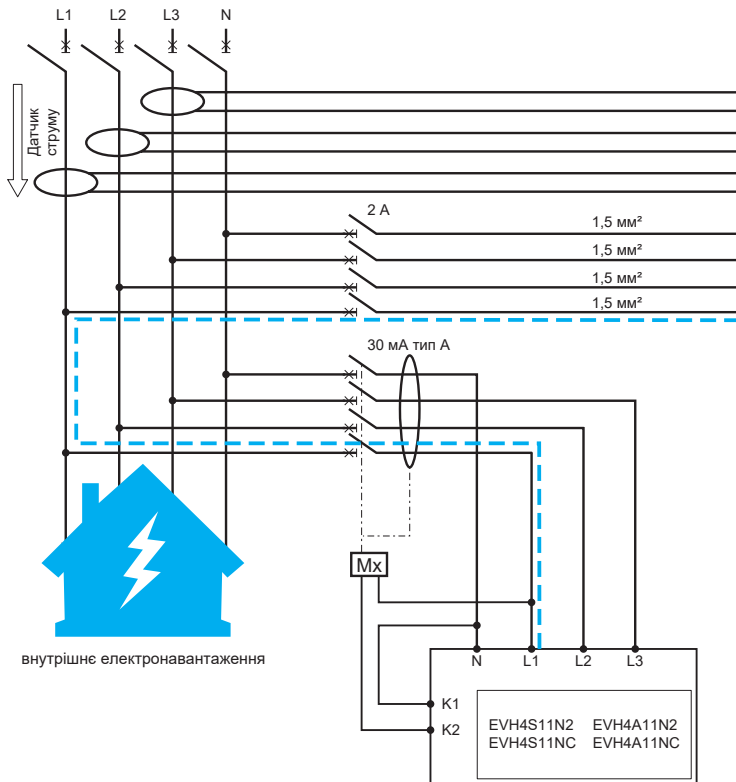 L1 L2 L3 N
Датчик
струму
2 A
1,5 мм²
1,5 мм²
1,5 мм²
1,5 мм²
30 мА тип А
Mx
внутрішнє електронавантаження
N L1 L2 L3
K1
K2
EVH4S11N2 EVH4A11N2
EVH4S11NC EVH4A11NC